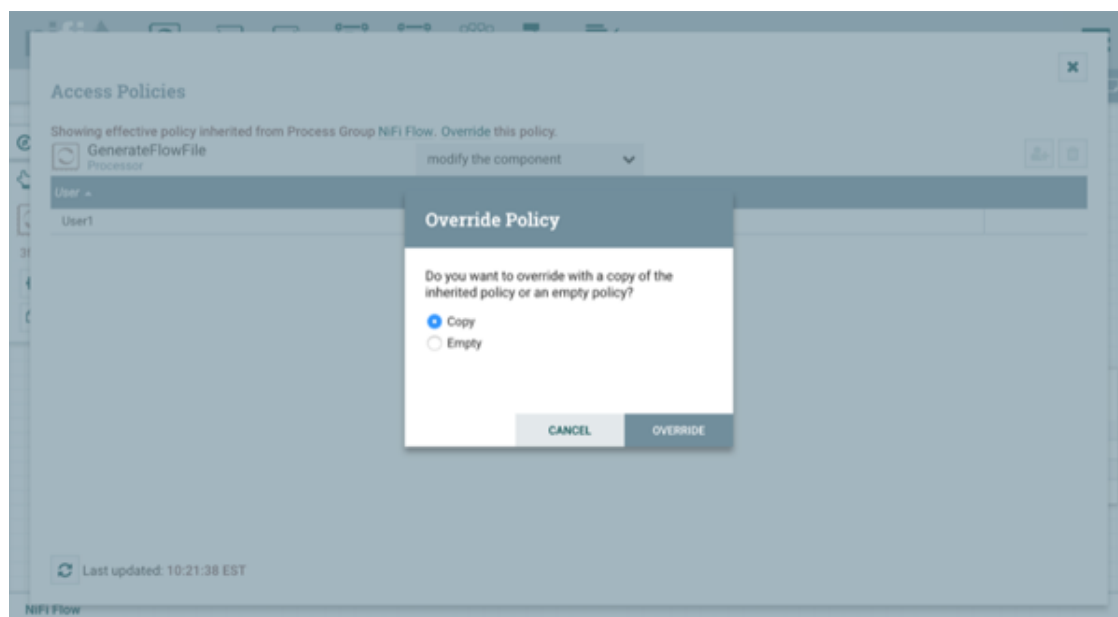 Access Policies
Showing effective policy inherited from Process Group NiFi Flow. Override this policy.
GenerateFlowFile
Processor
modify the component
User
User1
Override Policy
Do you want to override with a copy of the
inherited policy or an empty policy?
Copy
Empty
CANCEL
OVERRIDE
Last updated: 10:21:38 EST
NiFi Flow